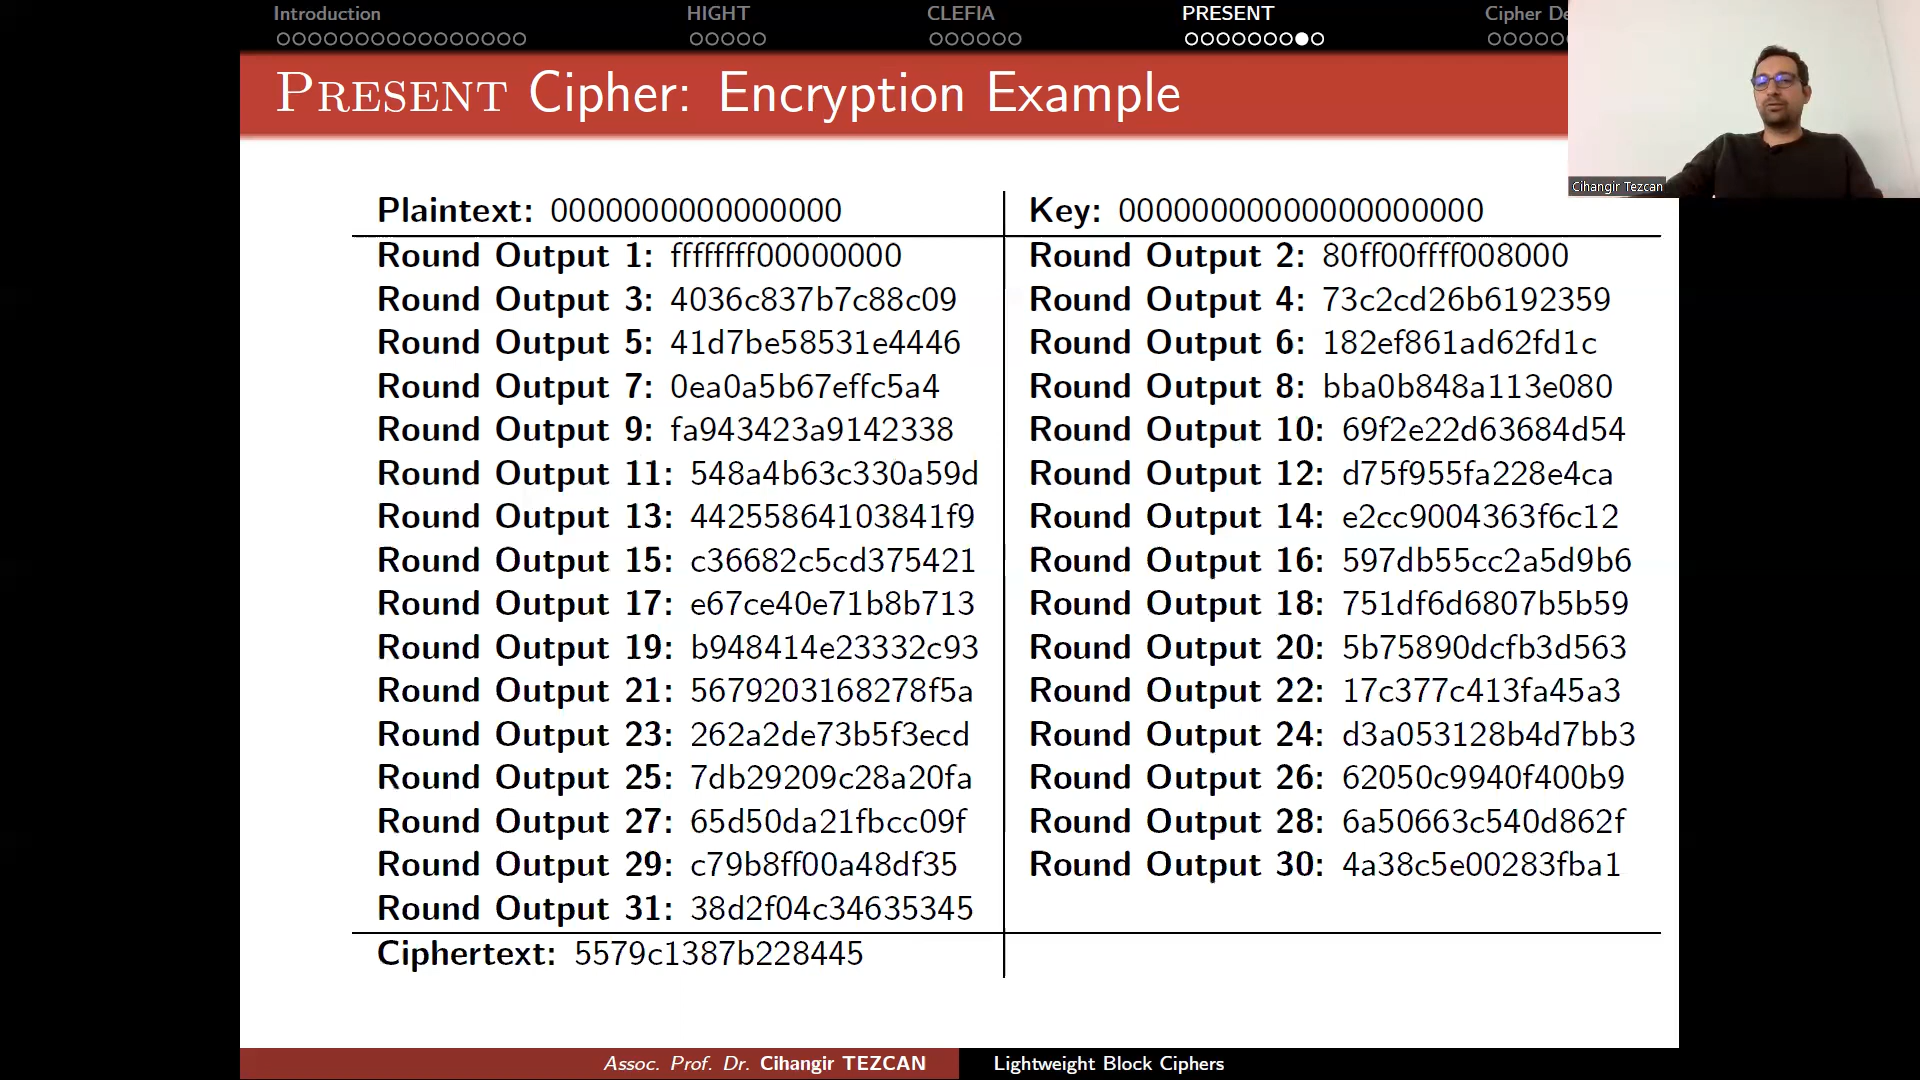 Introduction HIGHT CLEFIA PRESENT Cipher De
PRESENT Cipher: Encryption Example
Cihangir Tezcan
Plaintext: 0000000000000000 Key: 00000000000000000000
Round Output 1: ffffffff00000000 Round Output 2: 80ff00ffff008000
Round Output 3: 4036c837b7c88c09 Round Output 4: 73c2cd26b6192359
Round Output 5: 41d7be58531e4446 Round Output 6: 182ef861ad62fd1c
Round Output 7: 0ea0a5b67effc5a4 Round Output 8: bba0b848a113e080
Round Output 9: fa943423a9142338 Round Output 10: 69f2e22d63684d54
Round Output 11: 548a4b63c330a59d Round Output 12: d75f955fa228e4ca
Round Output 13: 44255864103841f9 Round Output 14: e2cc9004363f6c12
Round Output 15: c36682c5cd375421 Round Output 16: 597db55cc2a5d9b6
Round Output 17: e67ce40e71b8b713 Round Output 18: 751df6d6807b5b59
Round Output 19: b948414e23332c93 Round Output 20: 5b75890dcfb3d563
Round Output 21: 5679203168278f5a Round Output 22: 17c377c413fa45a3
Round Output 23: 262a2de73b5f3ecd Round Output 24: d3a053128b4d7bb3
Round Output 25: 7db29209c28a20fa Round Output 26: 62050c9940f400b9
Round Output 27: 65d50da21fbcc09f Round Output 28: 6a50663c540d862f
Round Output 29: c79b8ff00a48df35 Round Output 30: 4a38c5e00283fba1
Round Output 31: 38d2f04c34635345
Ciphertext: 5579c1387b228445
Assoc. Prof. Dr. Cihangir TEZCAN Lightweight Block Ciphers